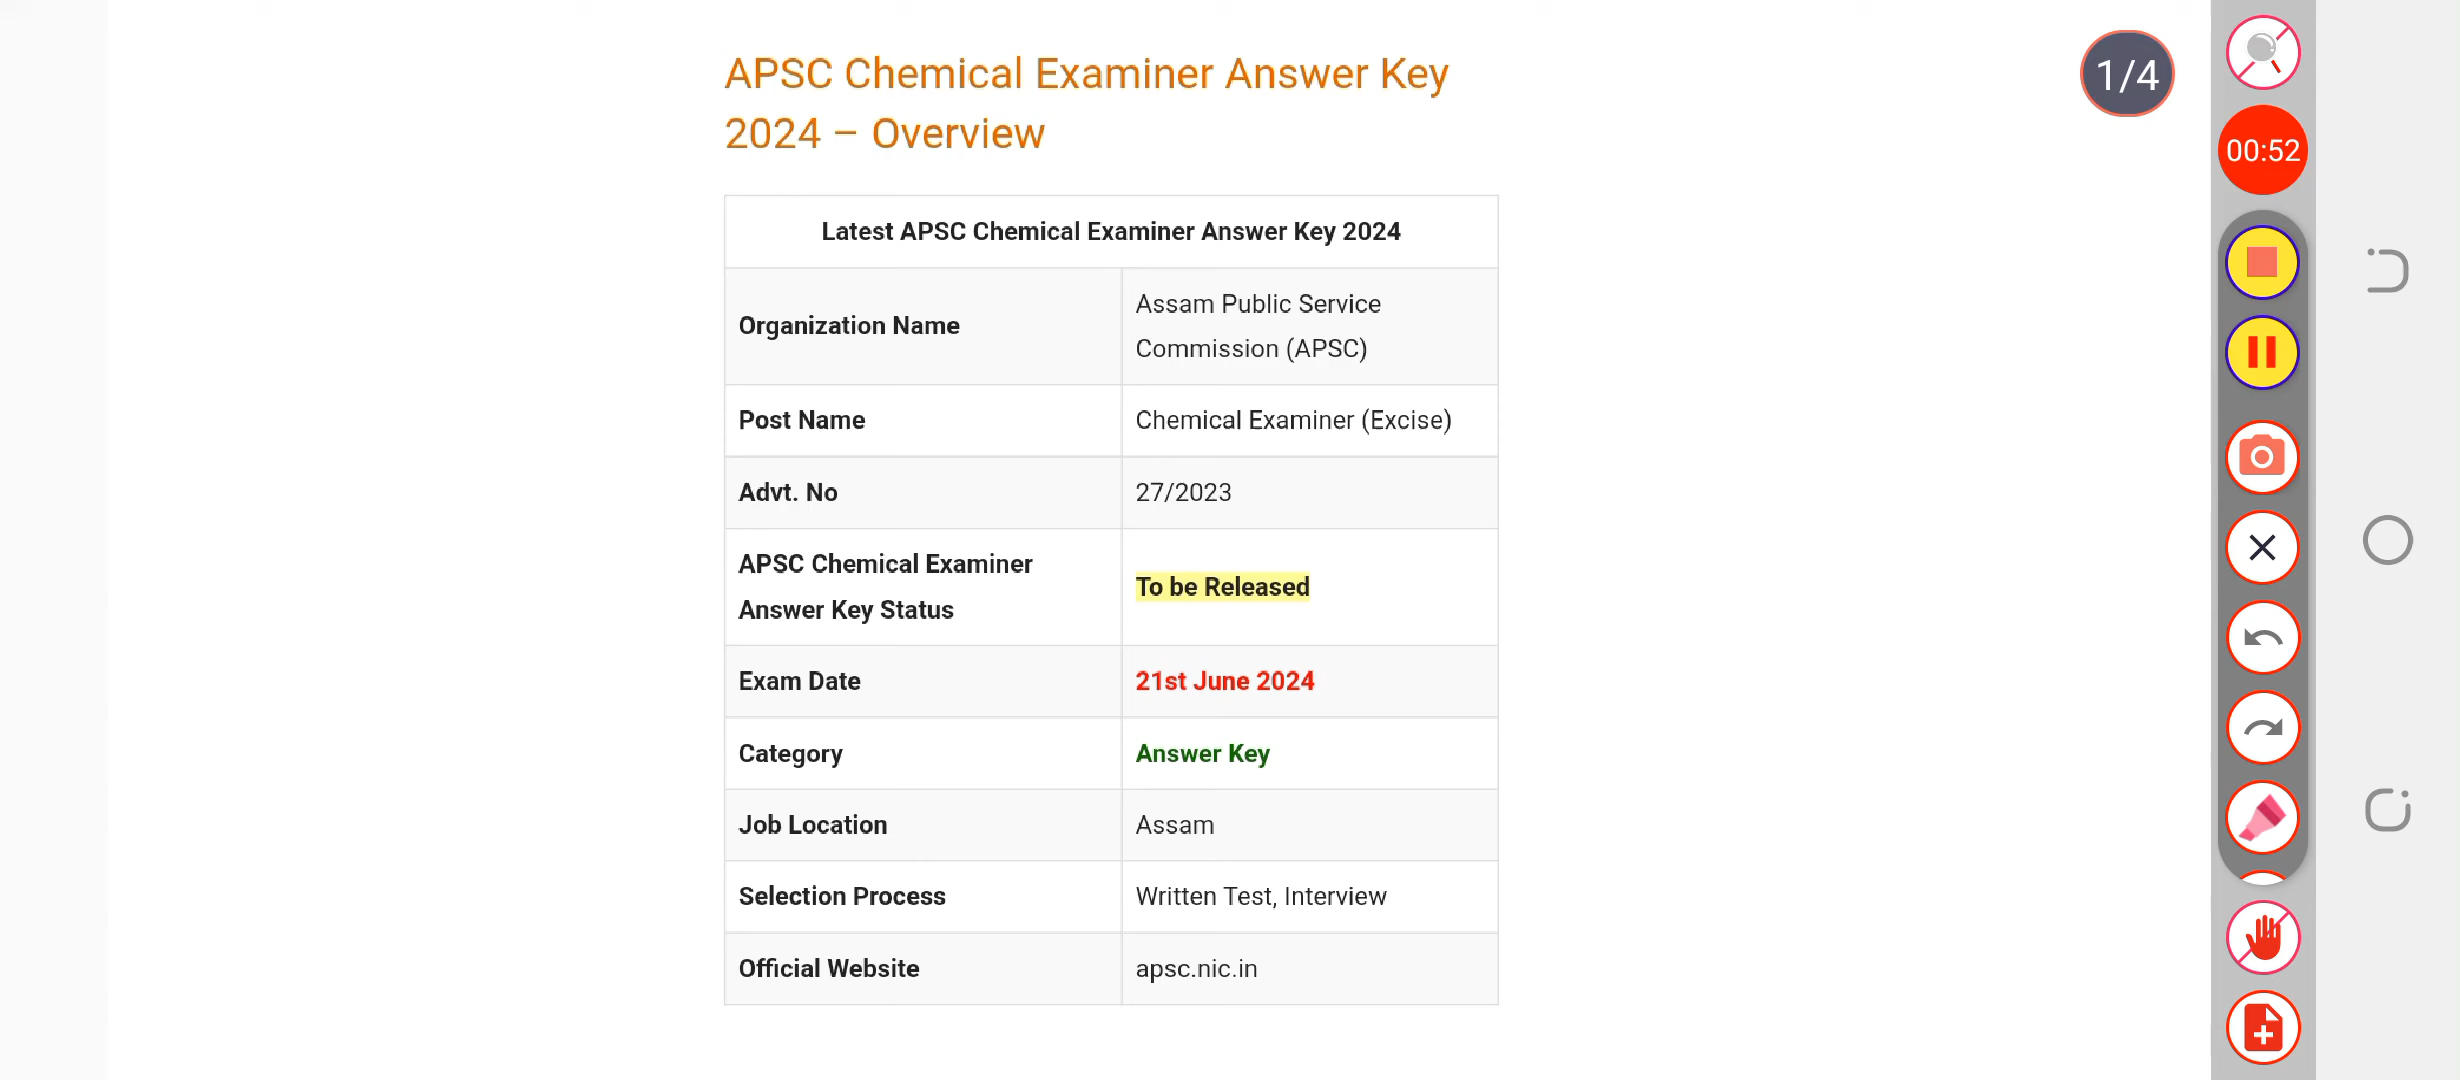 APSC Chemical Examiner Answer Key
2024 – Overview
1/4
00:52
Latest APSC Chemical Examiner Answer Key 2024
Organization Name
Assam Public Service
Commission (APSC)
Post Name
Chemical Examiner (Excise)
Advt. No
27/2023
APSC Chemical Examiner
Answer Key Status
To be Released
Exam Date
21st June 2024
Category
Answer Key
Job Location
Assam
Selection Process
Written Test, Interview
Official Website
apsc.nic.in